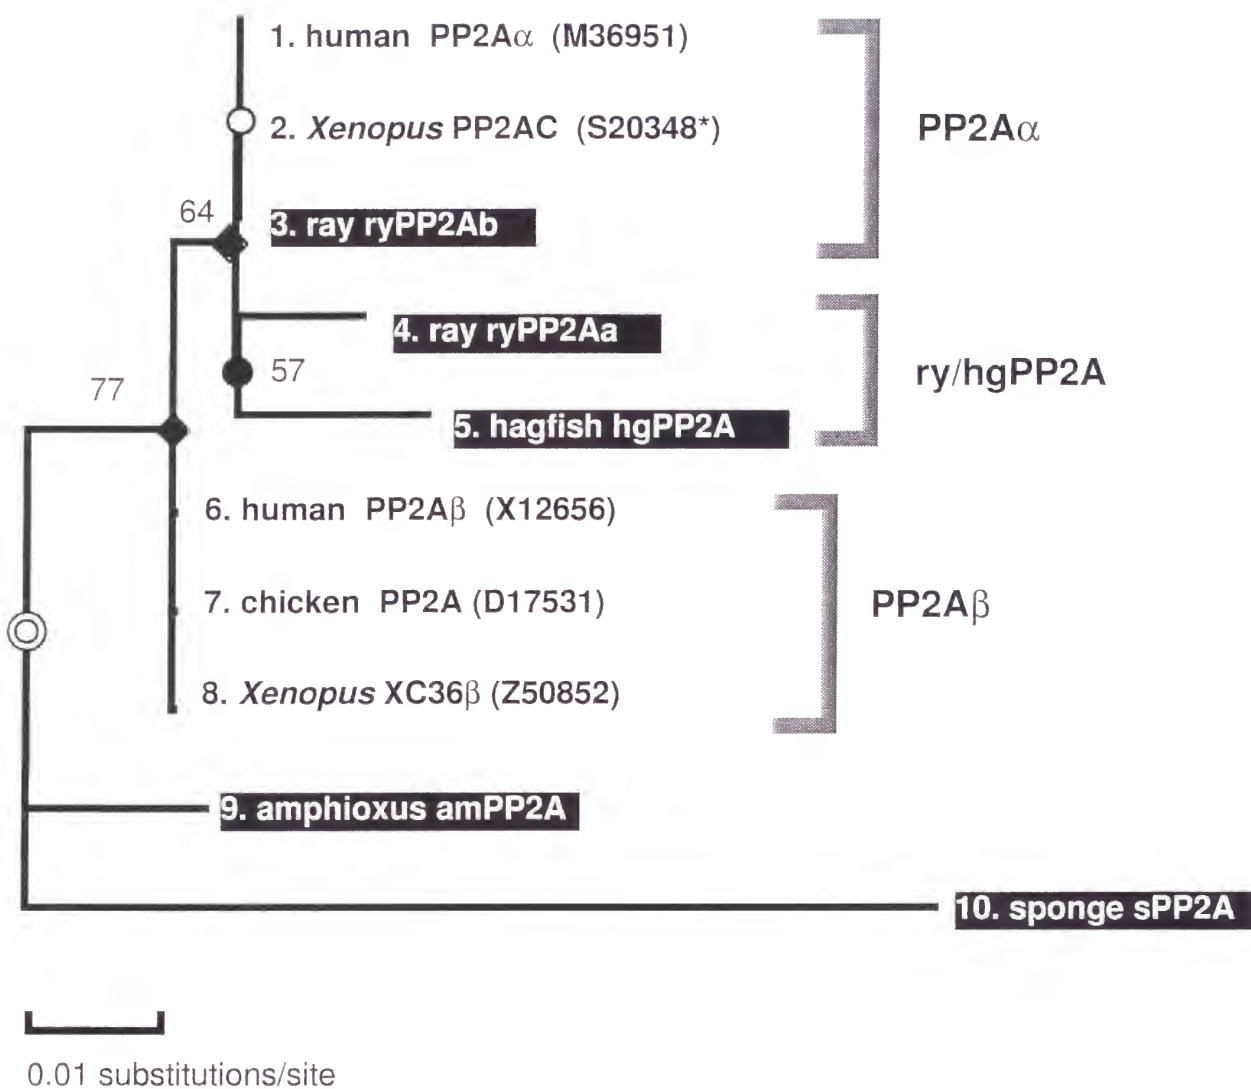 1. human PP2Aα (M36951)
2. Xenopus PP2AC (S20348*)
PP2Aα
64
3. ray ryPP2Ab
4. ray ryPP2Aa
57
ry/hgPP2A
77
5. hagfish hgPP2A
6. human PP2Aβ (X12656)
7. chicken PP2A (D17531)
PP2Aβ
8. Xenopus XC36β (Z50852)
9. amphioxus amPP2A
10. sponge sPP2A
0.01 substitutions/site